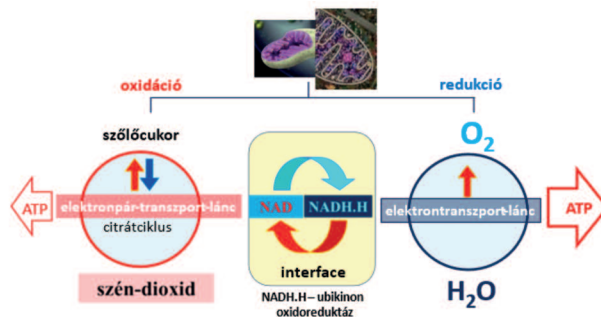 oxidáció
redukció
szőlőcukor
O2
ATP
elektronpár-transzport-lánc
citrátciklus
NAD
NADH.H
elektrontranszport-lánc
ATP
szén-dioxid
interface
NADH.H – ubikinon
oxidoreduktáz
H2O